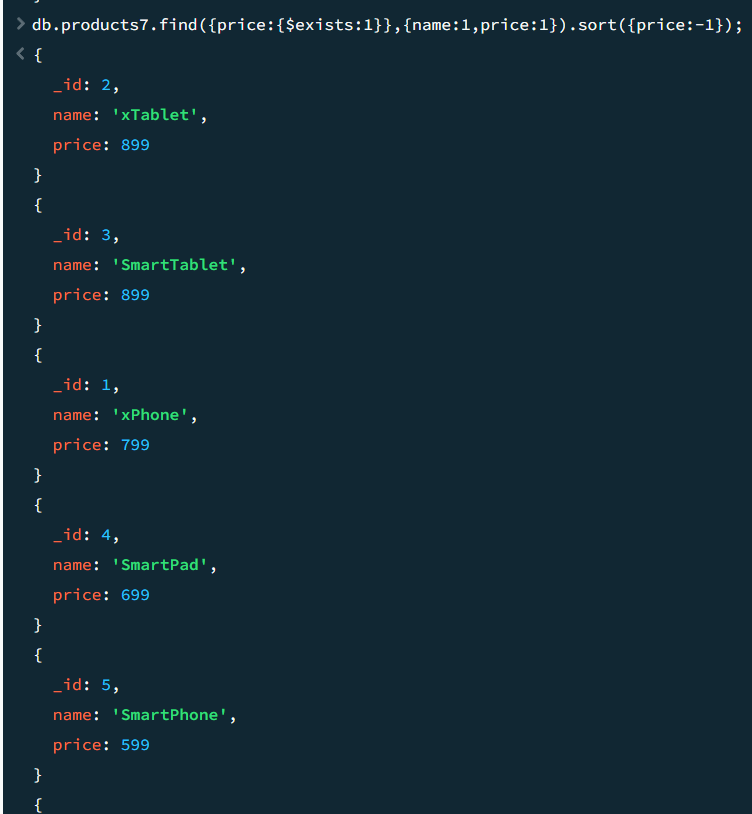 > db.products7.find({price:{$exists:1}},{name:1,price:1}).sort({price:-1});
< {
_id: 2,
name: 'xTablet',
price: 899
}
{
_id: 3,
name: 'SmartTablet',
price: 899
}
{
_id: 1,
name: 'xPhone',
price: 799
}
{
_id: 4,
name: 'SmartPad',
price: 699
}
{
_id: 5,
name: 'SmartPhone',
price: 599
}
{